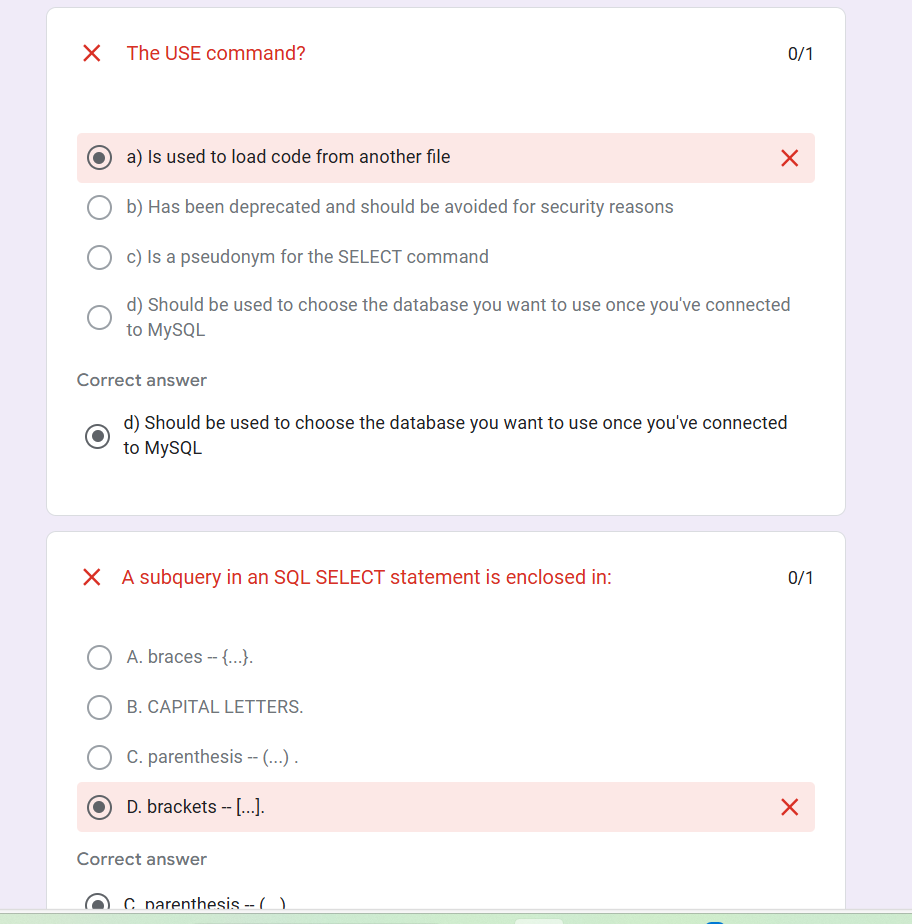 The USE command?
0/1
a) Is used to load code from another file
b) Has been deprecated and should be avoided for security reasons
c) Is a pseudonym for the SELECT command
d) Should be used to choose the database you want to use once you've connected
to MySQL
Correct answer
d) Should be used to choose the database you want to use once you've connected
to MySQL
A subquery in an SQL SELECT statement is enclosed in:
0/1
A. braces -- {...}.
B. CAPITAL LETTERS.
C. parenthesis -- (...) .
D. brackets -- [...].
Correct answer
C. parenthesis -- (...)